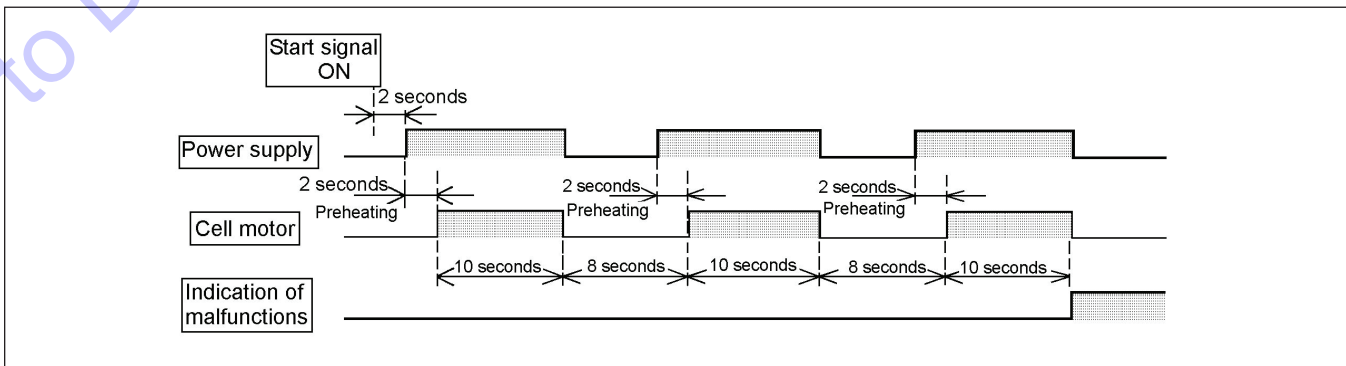 to D
Start signal
ON
2 seconds
Power supply
2 seconds
Preheating
2 seconds
Preheating
2 seconds
Preheating
Cell motor
10 seconds
8 seconds
10 seconds
8 seconds
10 seconds
Indication of
malfunctions